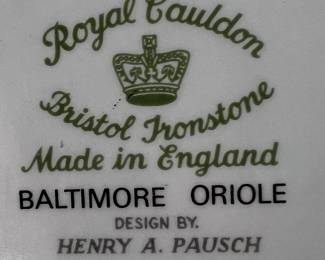 Royal Cauldon
Bristol Ironstone
Made in England
BALTIMORE ORIOLE
DESIGN BY.
HENRY A. PAUSCH